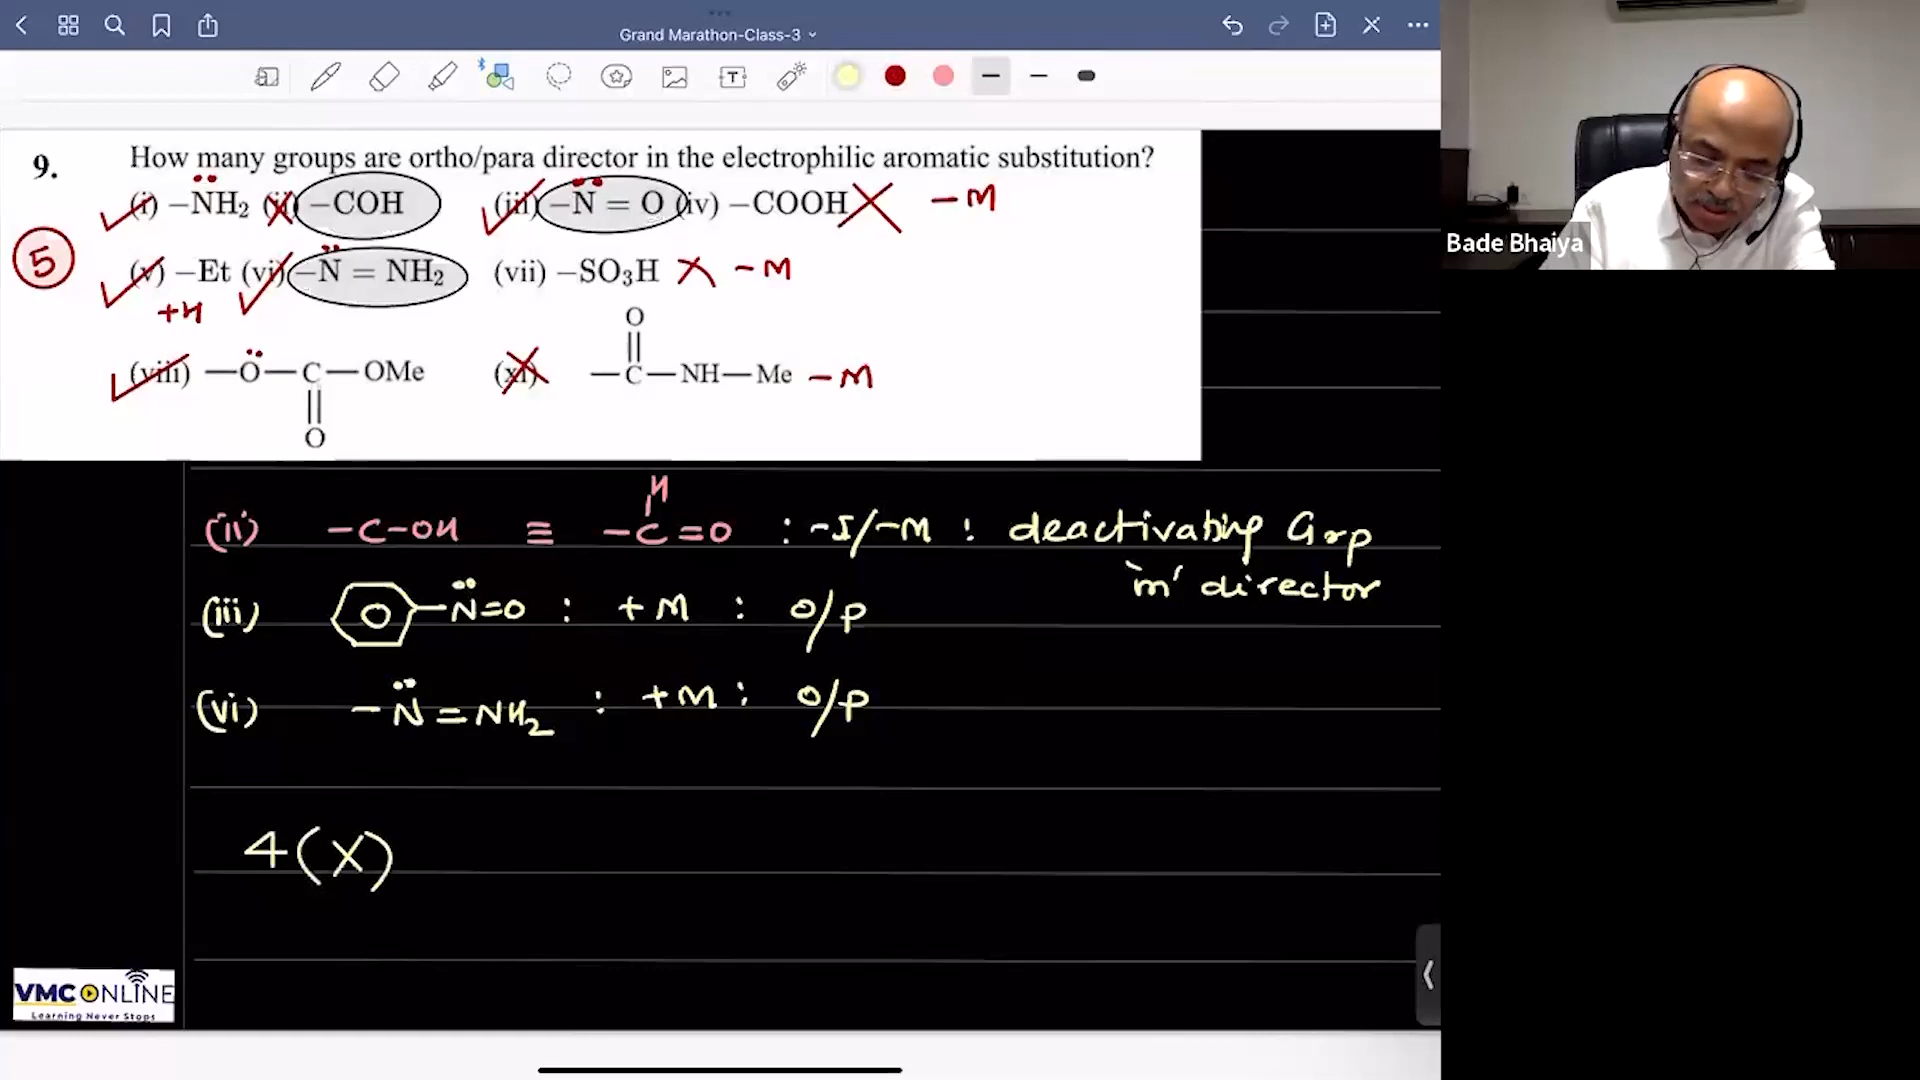 Grand Marathon-Class-3
9. How many groups are ortho/para director in the electrophilic aromatic substitution?
(i) –NH2 (ii) –COH (iii) –N = O (iv) –COOH X –M
5
(v) –Et (vi) –N = NH2 (vii) –SO3H X –M
+H
O
(viii) —O—C—OMe (xi) —C—NH—Me –M
O
H
(ii) –C–OH ≡ –C=O : –I/–M : deactivating Grp
'm' director
(iii) –N=O : +M : o/p
(vi) –N=NH2 : +M : o/p
4(X)
Bade Bhaiya
VMC ONLINE
Learning Never Stops